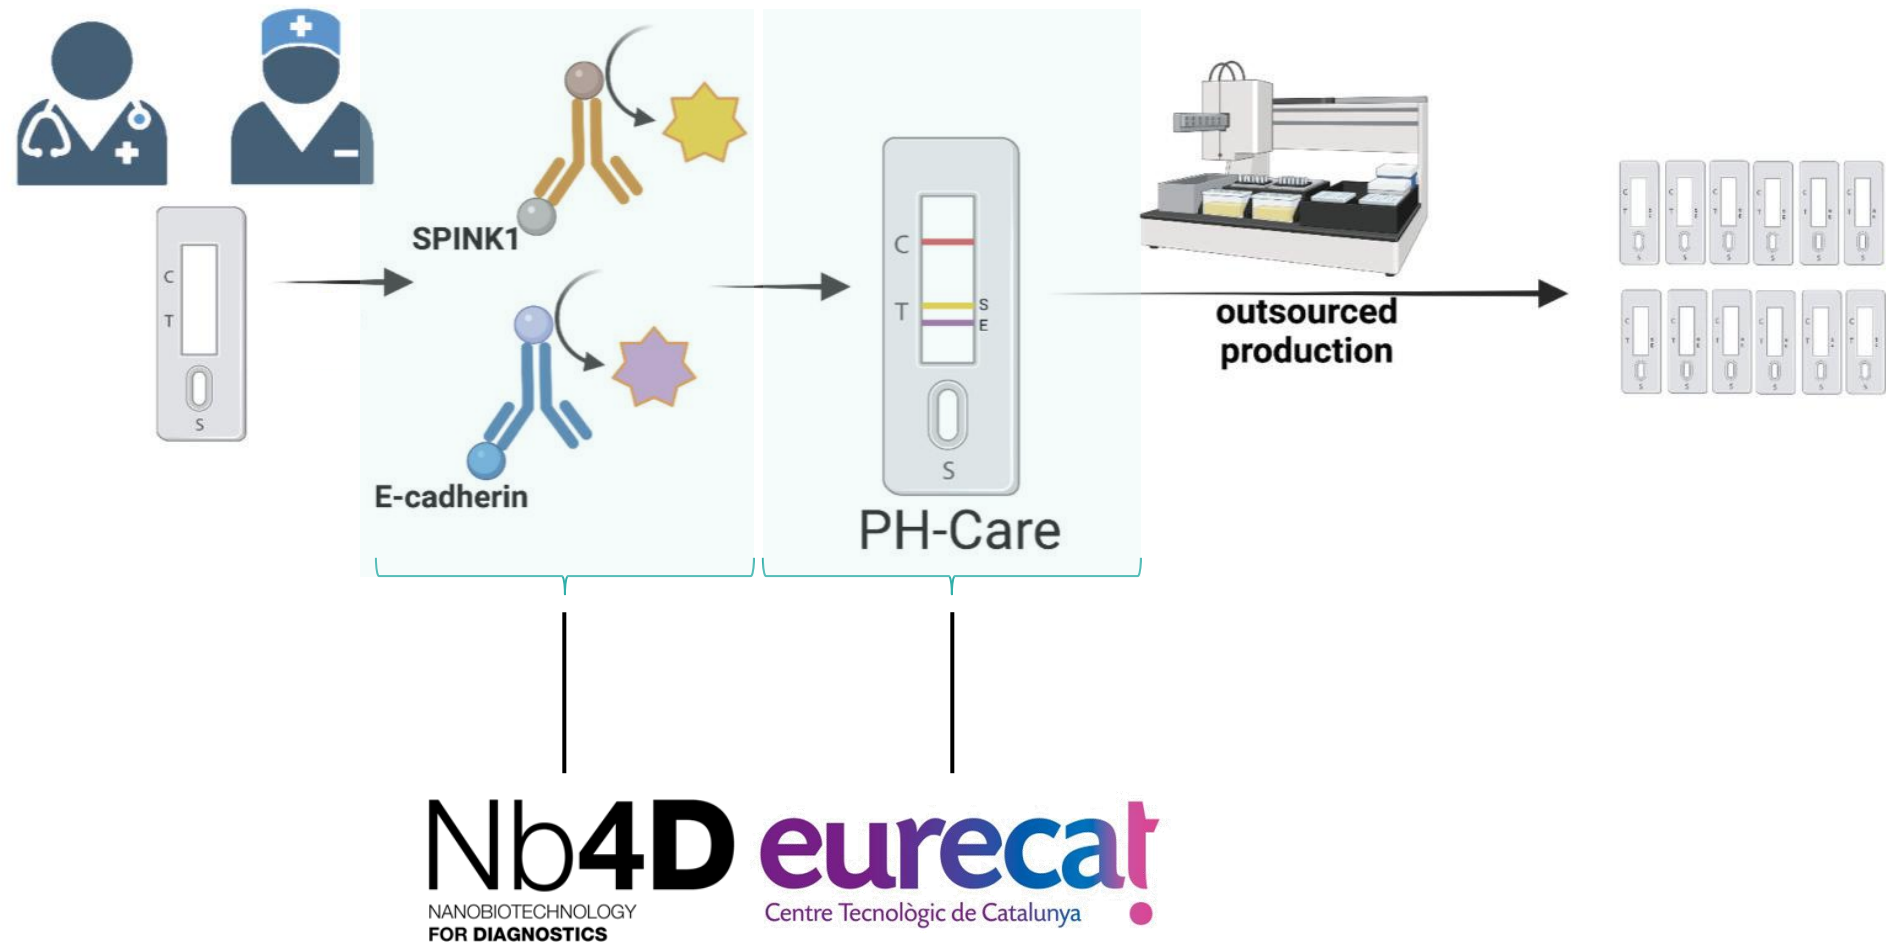 C
T
S
SPINK1
E-cadherin
C
T
S
E
S
PH-Care
outsourced
production
C
T
S
C
T
S
C
T
S
C
T
S
C
T
S
C
T
S
C
T
S
C
T
S
C
T
S
C
T
S
C
T
S
C
T
S
Nb4D
NANOBIOTECHNOLOGY
FOR DIAGNOSTICS
eurecat
Centre Tecnològic de Catalunya